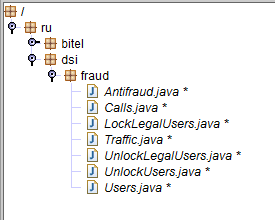 /
ru
bitel
dsi
fraud
Antifraud.java *
Calls.java *
LockLegalUsers.java *
Traffic.java *
UnlockLegalUsers.java *
UnlockUsers.java *
Users.java *